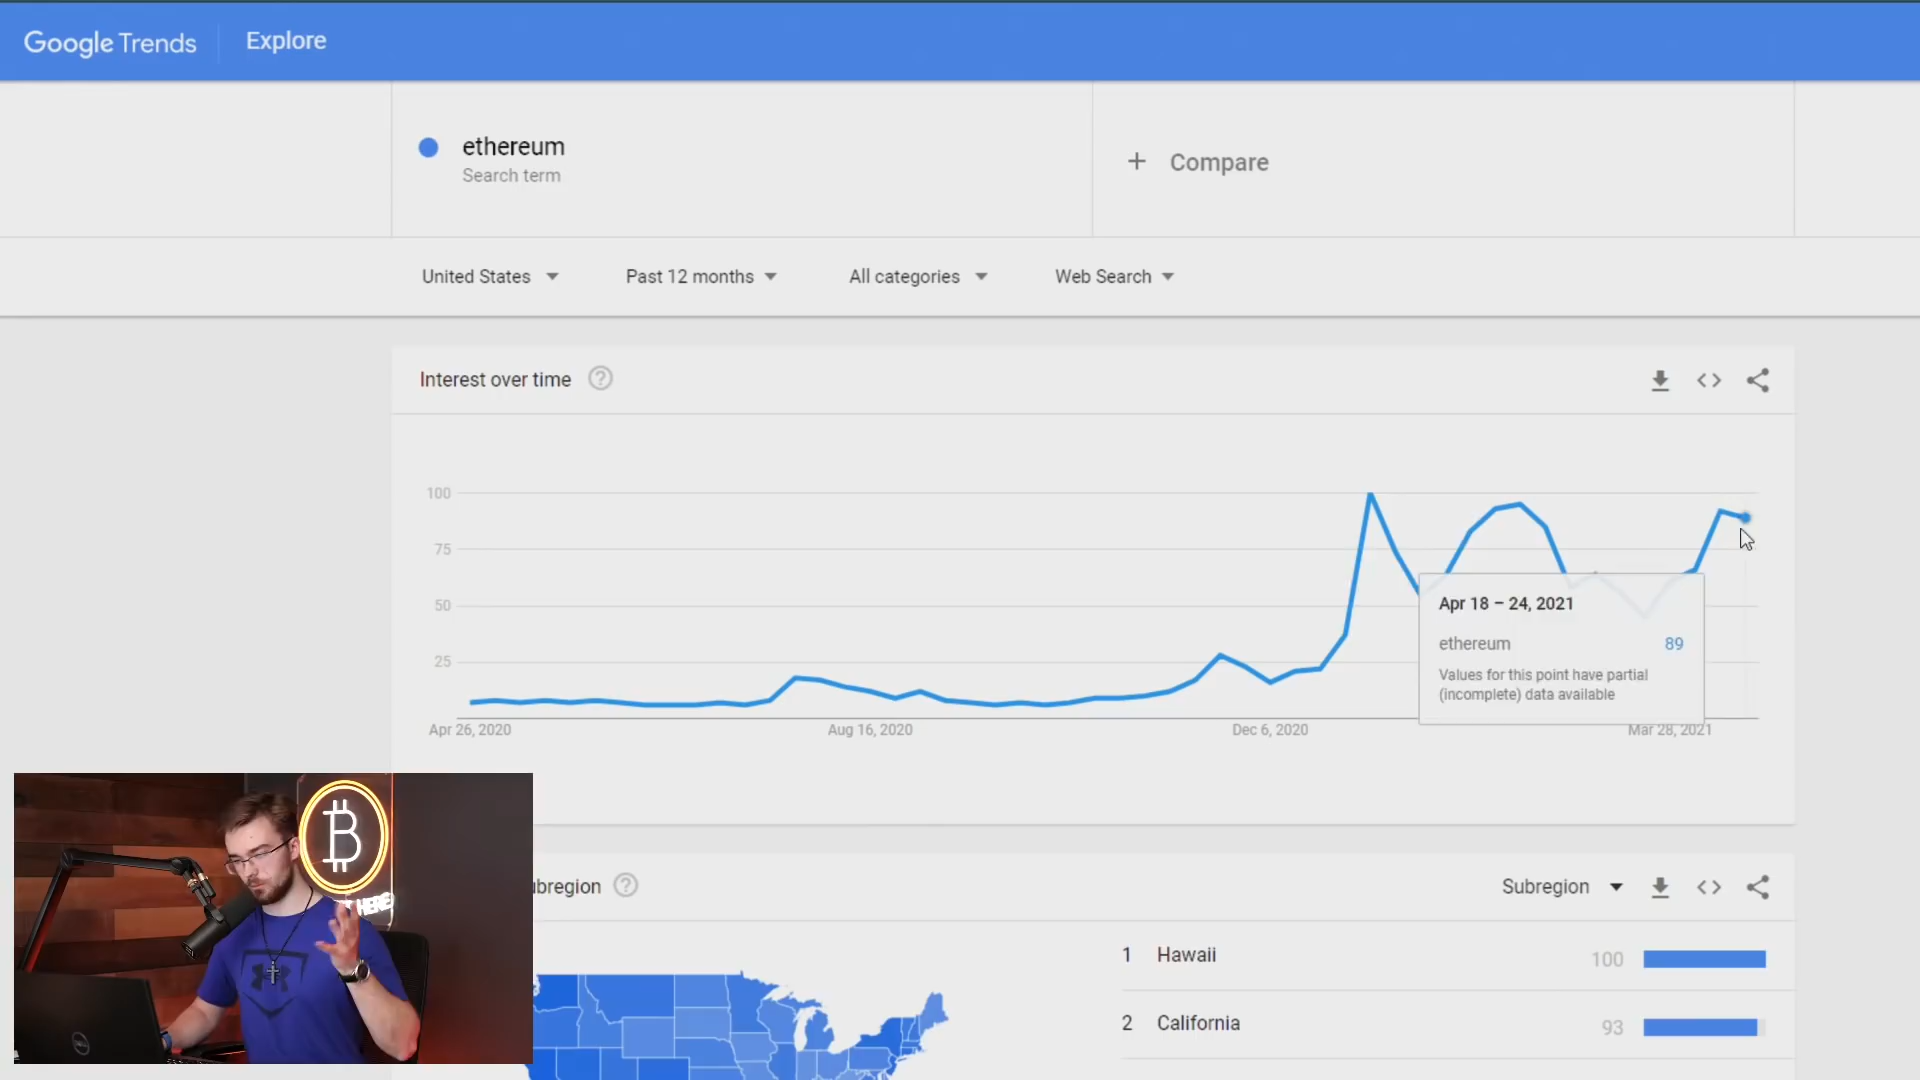 Google Trends
Explore
ethereum
Search term
+ Compare
United States
Past 12 months
All categories
Web Search
Interest over time
?
100
75
50
25
Apr 18 – 24, 2021
ethereum 89
Values for this point have partial
(incomplete) data available
Apr 26, 2020
Aug 16, 2020
Dec 6, 2020
Mar 28, 2021
ubregion
?
Subregion
1 Hawaii 100
2 California 93
HERE